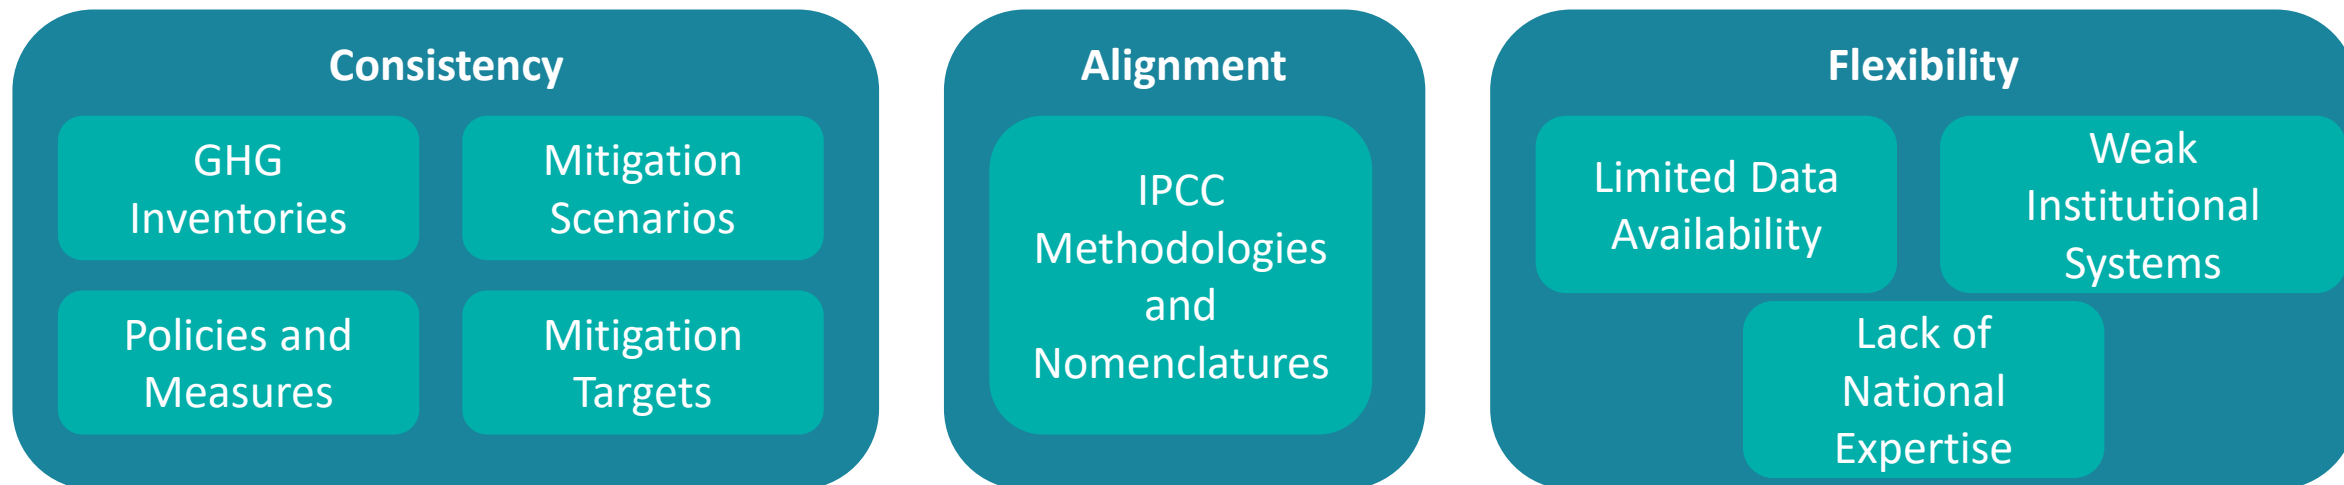 Consistency
GHG
Inventories
Mitigation
Scenarios
Policies and
Measures
Mitigation
Targets
Alignment
IPCC
Methodologies
and
Nomenclatures
Flexibility
Limited Data
Availability
Weak
Institutional
Systems
Lack of
National
Expertise